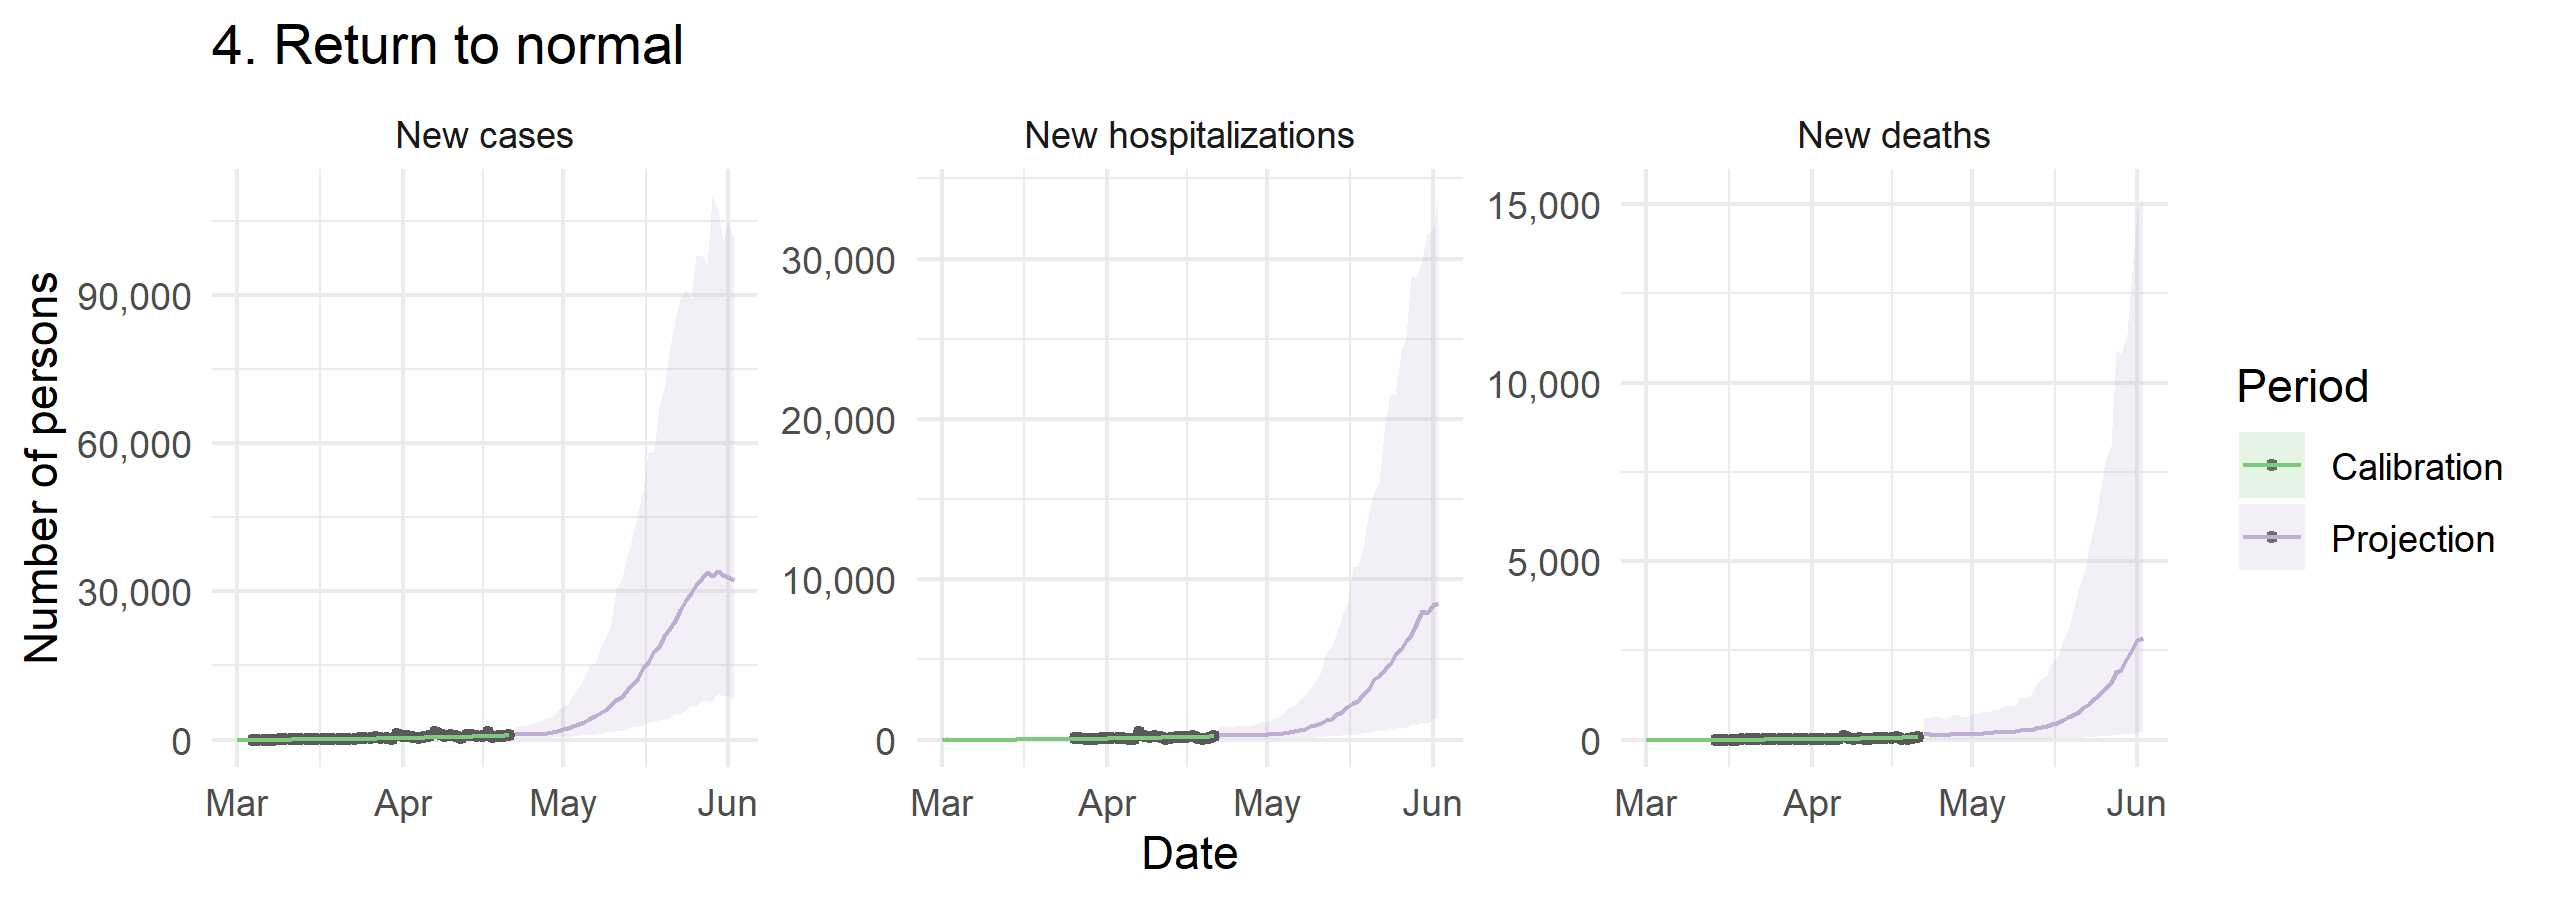 4. Return to normal
New cases
New hospitalizations
New deaths
Number of persons
90,000
60,000
30,000
0
30,000
20,000
10,000
0
15,000
10,000
5,000
0
Mar Apr May Jun
Mar Apr May Jun
Mar Apr May Jun
Date
Period
Calibration
Projection